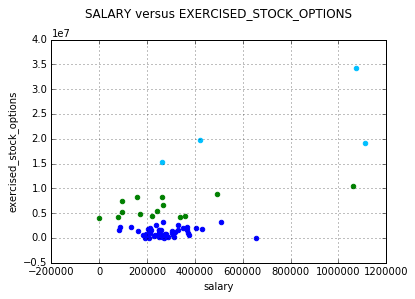 SALARY versus EXERCISED_STOCK_OPTIONS
1e7
4.0
3.5
3.0
2.5
2.0
1.5
1.0
0.5
0.0
−0.5
exercised_stock_options
−200000 0 200000 400000 600000 800000 1000000 1200000
salary